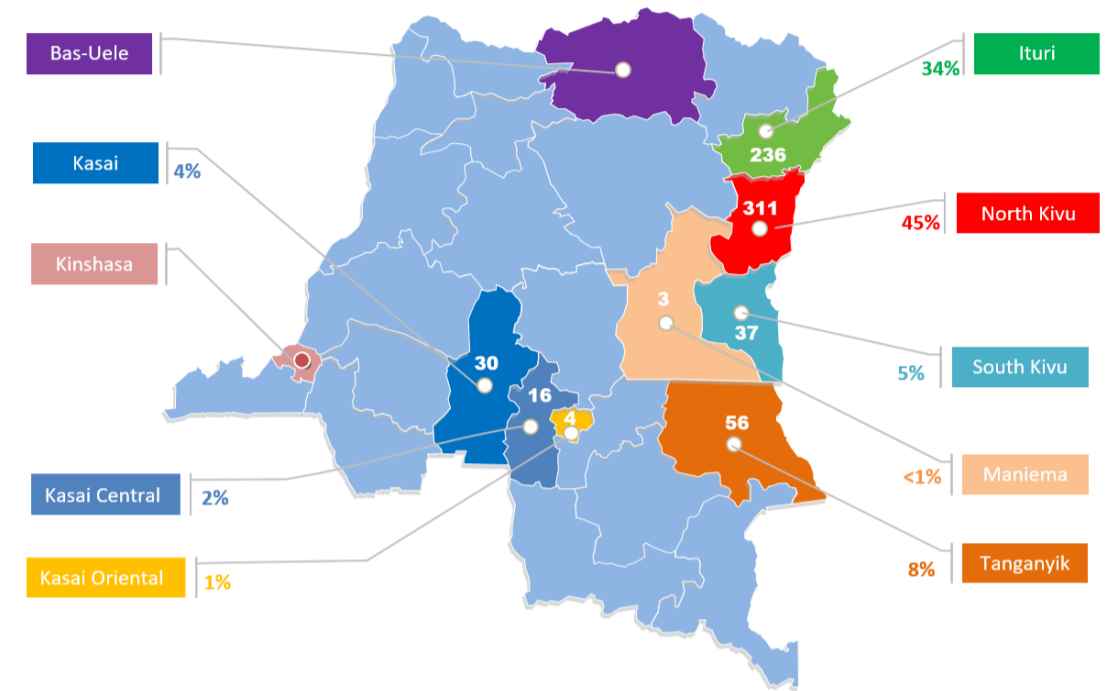 Bas-Uele
Ituri
34%
236
Kasai
4%
North Kivu
45%
311
Kinshasa
3
37
South Kivu
5%
30
16
4
56
Maniema
<1%
Kasai Central
2%
Kasai Oriental
1%
Tanganyik
8%